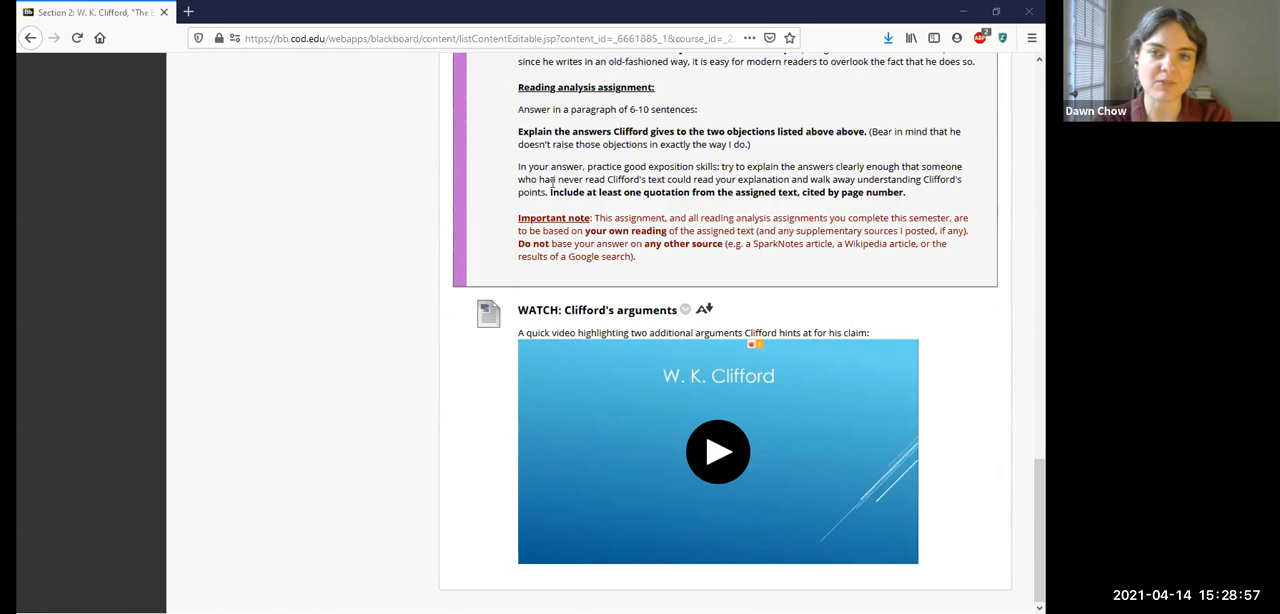 Section 2: W. K. Clifford, "The E
https://bb.cod.edu/webapps/blackboard/content/listContentEditable.jsp?content_id=_6661885_1&course_id=_2
2
since he writes in an old-fashioned way, it is easy for modern readers to overlook the fact that he does so.
Reading analysis assignment:
Answer in a paragraph of 6-10 sentences:
Explain the answers Clifford gives to the two objections listed above above. (Bear in mind that he
doesn't raise those objections in exactly the way I do.)
In your answer, practice good exposition skills: try to explain the answers clearly enough that someone
who had never read Clifford's text could read your explanation and walk away understanding Clifford's
points. Include at least one quotation from the assigned text, cited by page number.
Important note: This assignment, and all reading analysis assignments you complete this semester, are
to be based on your own reading of the assigned text (and any supplementary sources I posted, if any).
Do not base your answer on any other source (e.g. a SparkNotes article, a Wikipedia article, or the
results of a Google search).
WATCH: Clifford's arguments
A quick video highlighting two additional arguments Clifford hints at for his claim:
W. K. Clifford
Dawn Chow
2021-04-14 15:28:57